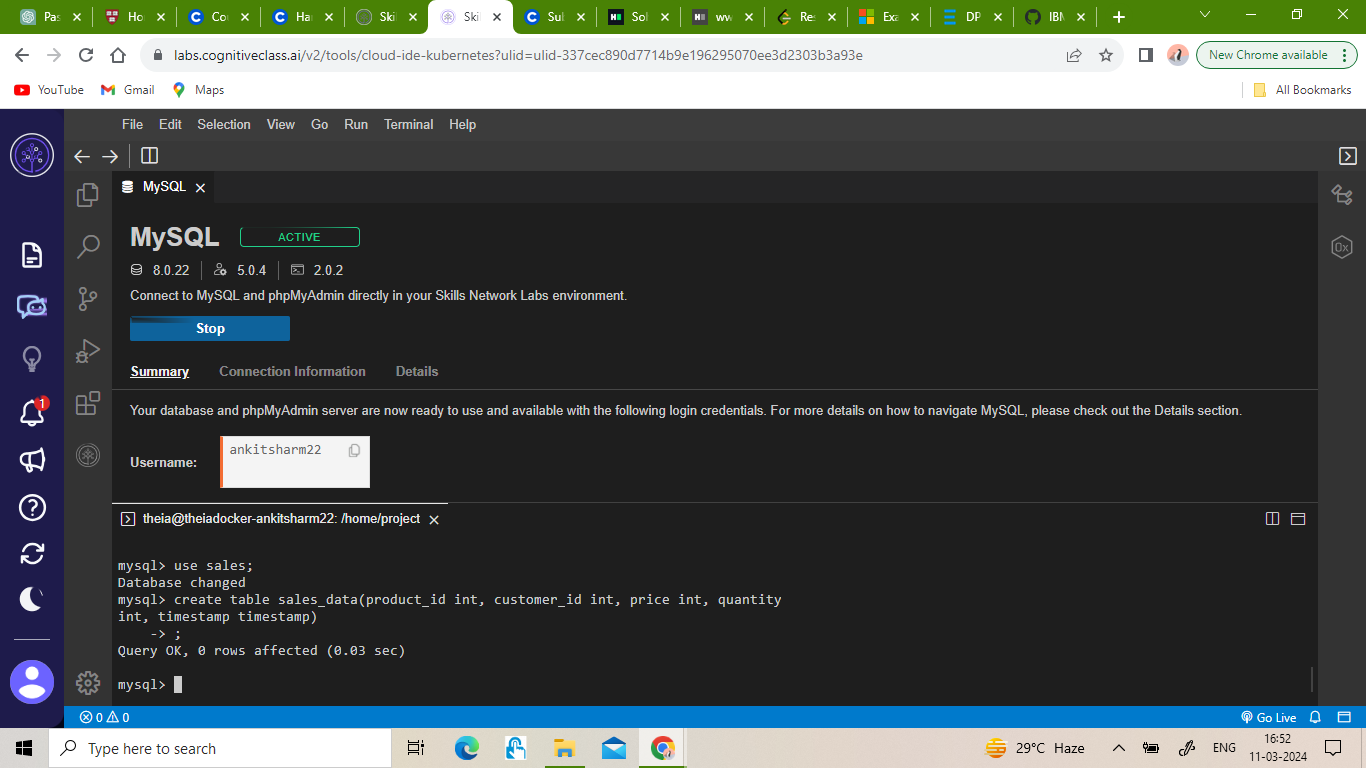 Pas
Ho
Cou
Har
Skil
Skil
Sub
Sol
ww
Res
Exa
DP
IBM
labs.cognitiveclass.ai/v2/tools/cloud-ide-kubernetes?ulid=ulid-337cec890d7714b9e196295070ee3d2303b3a93e
New Chrome available
YouTube
Gmail
Maps
All Bookmarks
File Edit Selection View Go Run Terminal Help
MySQL
MySQL ACTIVE
8.0.22 5.0.4 2.0.2
Connect to MySQL and phpMyAdmin directly in your Skills Network Labs environment.
Stop
Summary Connection Information Details
Your database and phpMyAdmin server are now ready to use and available with the following login credentials. For more details on how to navigate MySQL, please check out the Details section.
Username: ankitsharm22
1
theia@theiadocker-ankitsharm22: /home/project
mysql> use sales;
Database changed
mysql> create table sales_data(product_id int, customer_id int, price int, quantity
int, timestamp timestamp)
-> ;
Query OK, 0 rows affected (0.03 sec)
mysql>
0 0
Go Live
Type here to search
29°C Haze
ENG
16:52
11-03-2024